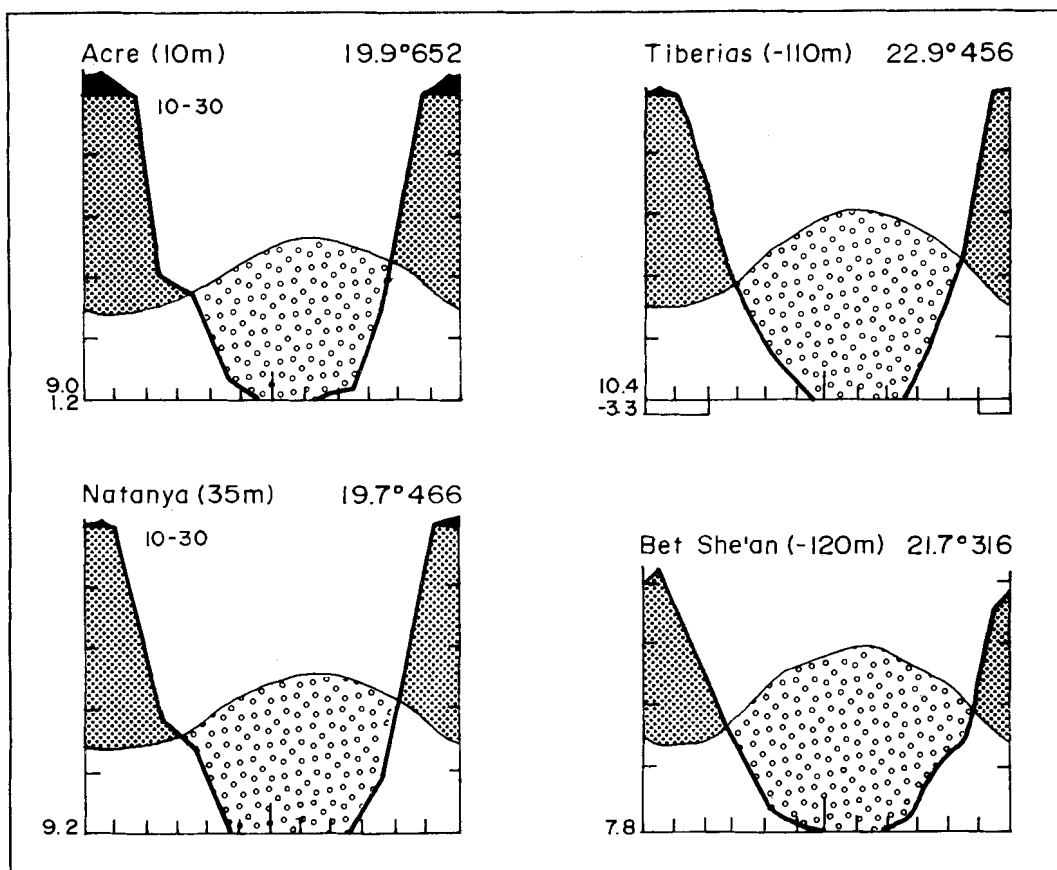 Acre (10m) 19.9°652
10-30
9.0
1.2
Tiberias (-110m) 22.9°456
10.4
-3.3
Natanya (35m) 19.7°466
10-30
9.2
Bet She'an (-120m) 21.7°316
7.8